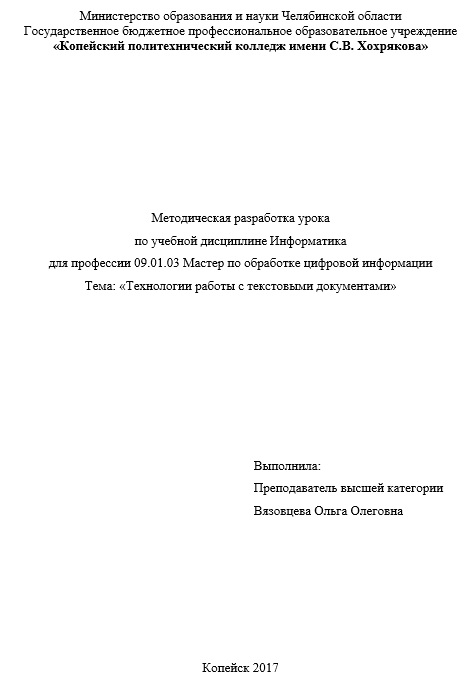 Министерство образования и науки Челябинской области
Государственное бюджетное профессиональное образовательное учреждение
«Копейский политехнический колледж имени С.В. Хохрякова»
Методическая разработка урока
по учебной дисциплине Информатика
для профессии 09.01.03 Мастер по обработке цифровой информации
Тема: «Технологии работы с текстовыми документами»
Выполнила:
Преподаватель высшей категории
Вязовцева Ольга Олеговна
Копейск 2017